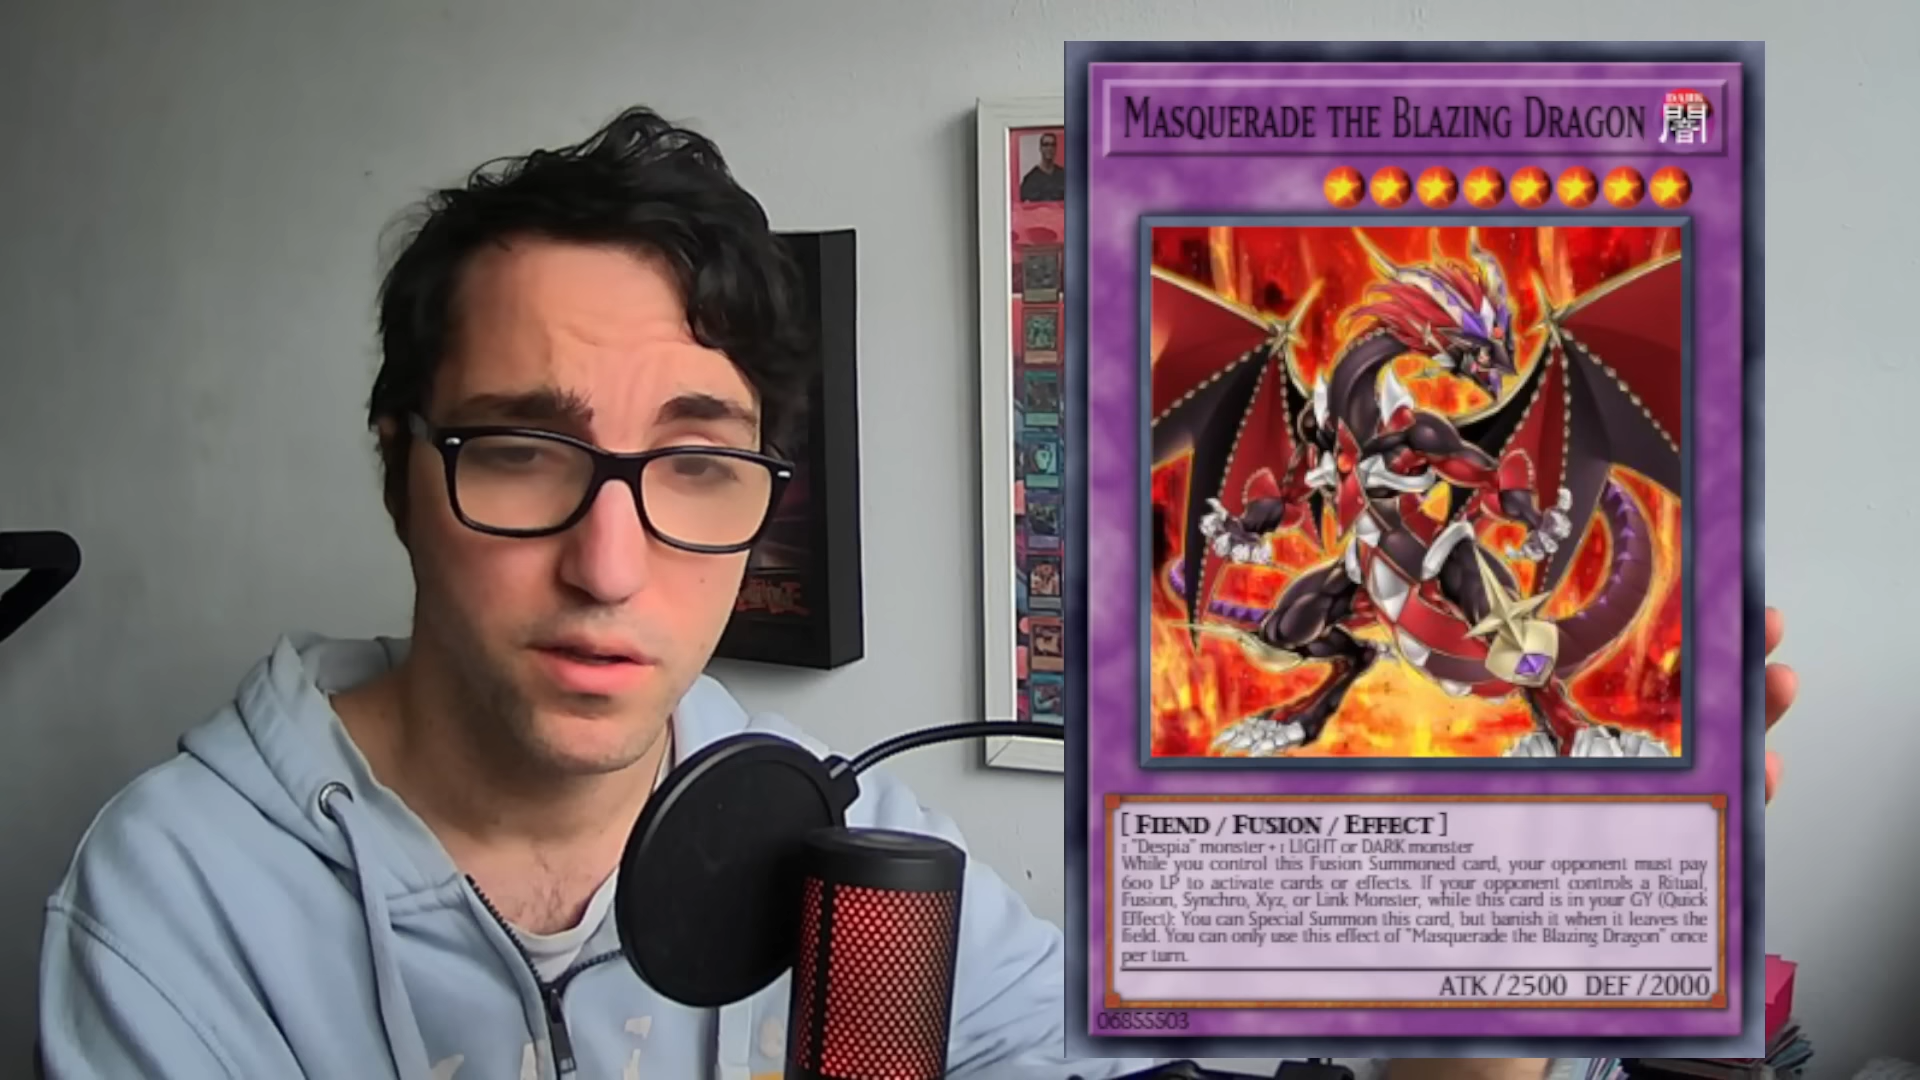 MASQUERADE THE BLAZING DRAGON
DARK
闇
[ FIEND / FUSION / EFFECT ]
1 "Despia" monster + 1 LIGHT or DARK monster
While you control this Fusion Summoned card, your opponent must pay
600 LP to activate cards or effects. If your opponent controls a Ritual,
Fusion, Synchro, Xyz, or Link Monster, while this card is in your GY (Quick
Effect): You can Special Summon this card, but banish it when it leaves the
field. You can only use this effect of "Masquerade the Blazing Dragon" once
per turn.
ATK/2500 DEF/2000
06855503